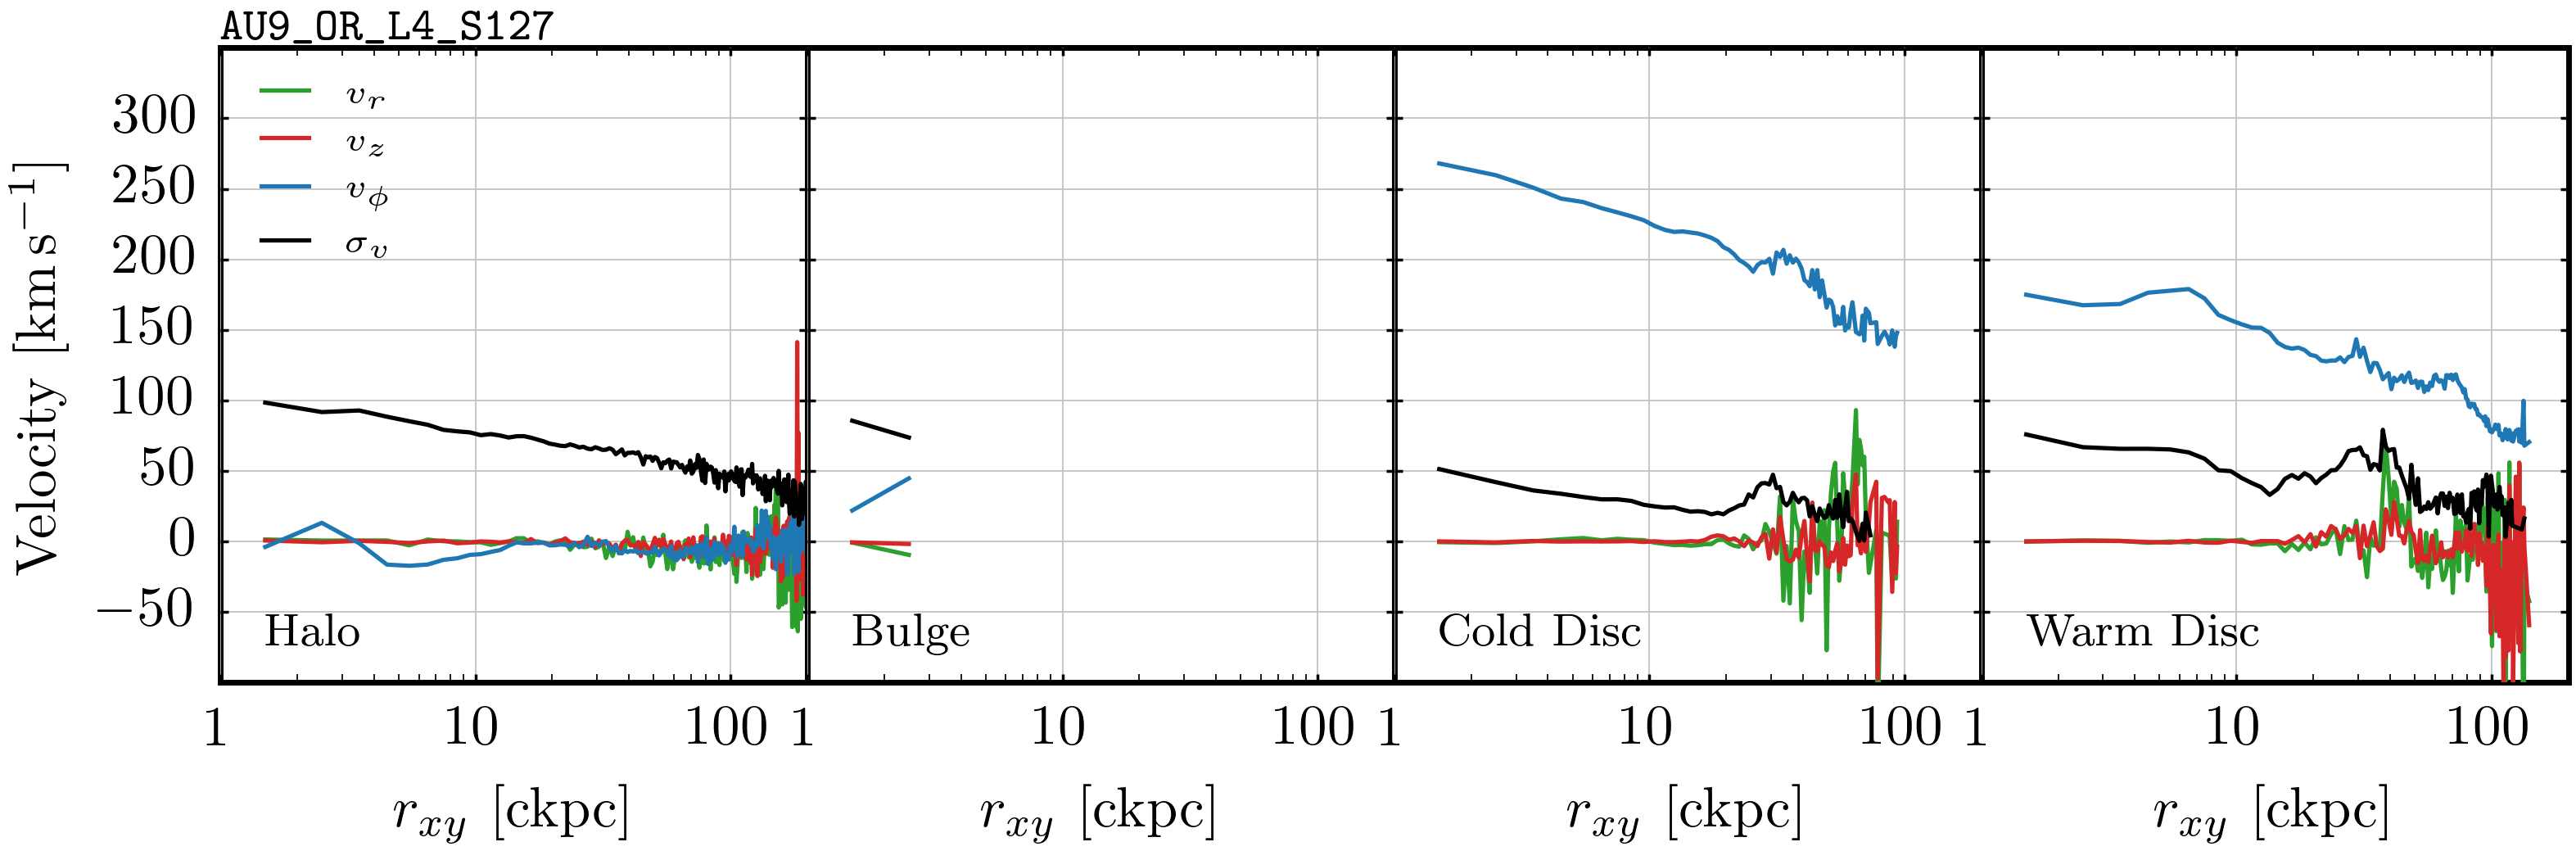 AU9_OR_L4_S127
Velocity [km s⁻¹]
300
250
200
150
100
50
0
−50
v_r
v_z
v_ϕ
σ_v
Halo
Bulge
Cold Disc
Warm Disc
1 10 100 1 10 100 1 10 100 1 10 100
r_xy [ckpc] r_xy [ckpc] r_xy [ckpc] r_xy [ckpc]